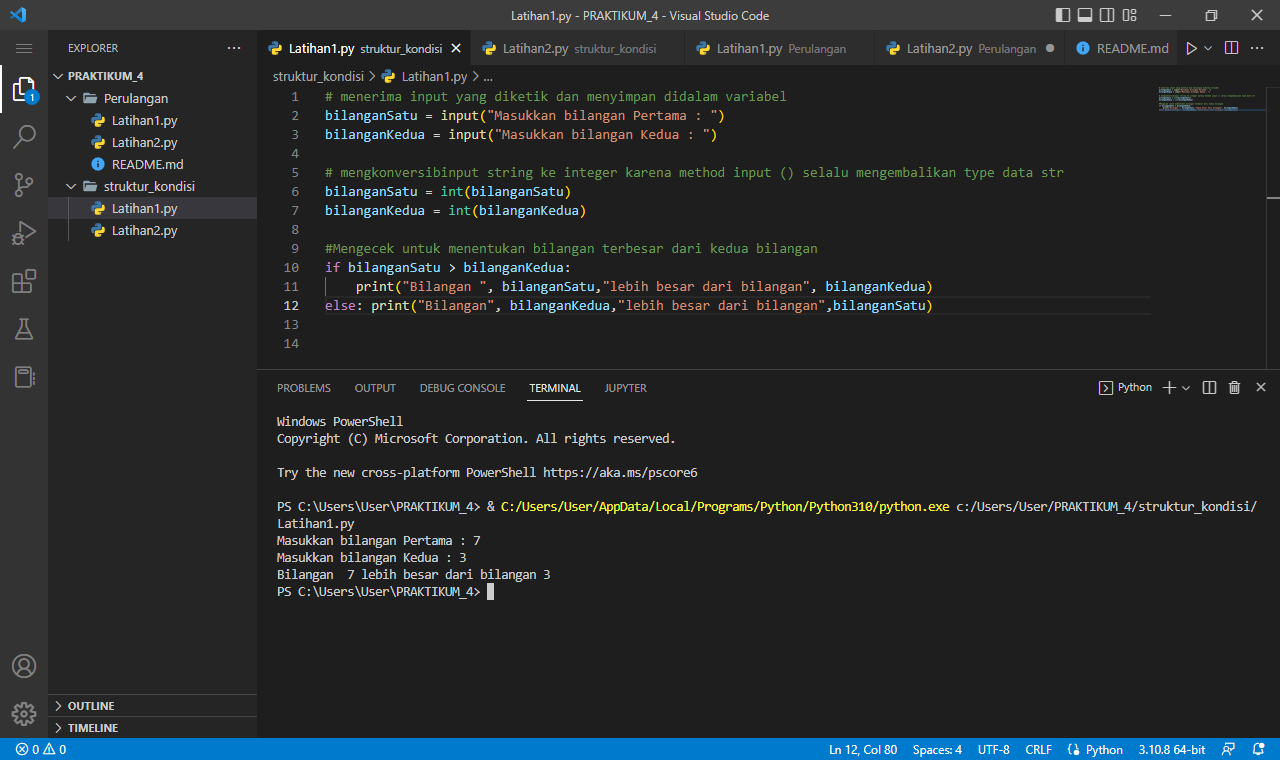 Latihan1.py - PRAKTIKUM_4 - Visual Studio Code
EXPLORER
PRAKTIKUM_4
Perulangan
Latihan1.py
Latihan2.py
README.md
struktur_kondisi
Latihan1.py
Latihan2.py
OUTLINE
TIMELINE
1
Latihan1.py struktur_kondisi
Latihan2.py struktur_kondisi
Latihan1.py Perulangan
Latihan2.py Perulangan
README.md
struktur_kondisi > Latihan1.py > ...
1 # menerima input yang diketik dan menyimpan didalam variabel
2 bilanganSatu = input("Masukkan bilangan Pertama : ")
3 bilanganKedua = input("Masukkan bilangan Kedua : ")
4
5 # mengkonversibinput string ke integer karena method input () selalu mengembalikan type data str
6 bilanganSatu = int(bilanganSatu)
7 bilanganKedua = int(bilanganKedua)
8
9 #Mengecek untuk menentukan bilangan terbesar dari kedua bilangan
10 if bilanganSatu > bilanganKedua:
11     print("Bilangan ", bilanganSatu,"lebih besar dari bilangan", bilanganKedua)
12 else: print("Bilangan", bilanganKedua,"lebih besar dari bilangan",bilanganSatu)
13
14
PROBLEMS OUTPUT DEBUG CONSOLE TERMINAL JUPYTER
Python
Windows PowerShell
Copyright (C) Microsoft Corporation. All rights reserved.
Try the new cross-platform PowerShell https://aka.ms/pscore6
PS C:\Users\User\PRAKTIKUM_4> & C:/Users/User/AppData/Local/Programs/Python/Python310/python.exe c:/Users/User/PRAKTIKUM_4/struktur_kondisi/
Latihan1.py
Masukkan bilangan Pertama : 7
Masukkan bilangan Kedua : 3
Bilangan  7 lebih besar dari bilangan 3
PS C:\Users\User\PRAKTIKUM_4>
0 0
Ln 12, Col 80 Spaces: 4 UTF-8 CRLF Python 3.10.8 64-bit